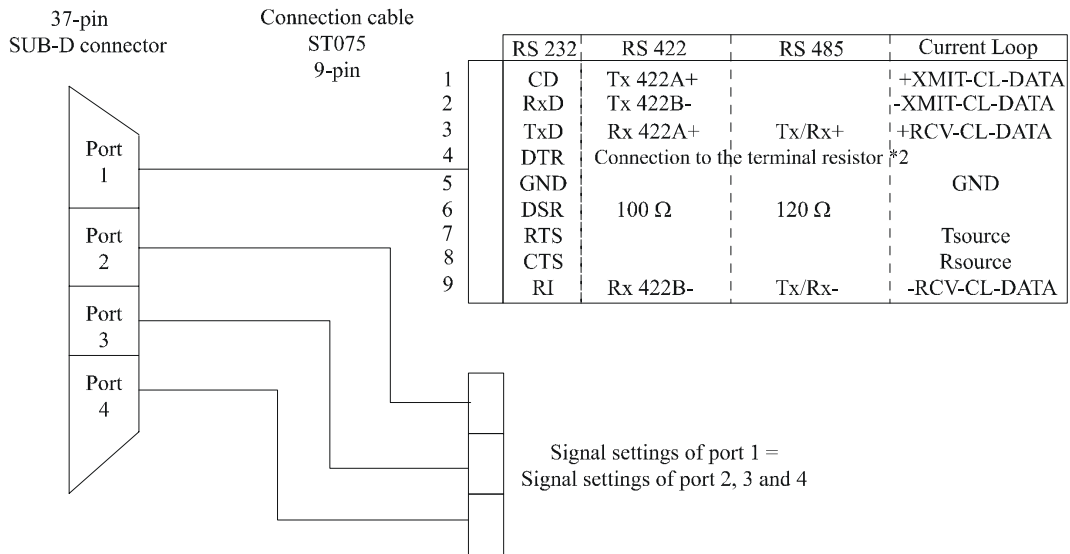 37-pin
SUB-D connector
Connection cable
ST075
9-pin
RS 232 RS 422 RS 485 Current Loop
1 CD Tx 422A+ +XMIT-CL-DATA
2 RxD Tx 422B- -XMIT-CL-DATA
3 TxD Rx 422A+ Tx/Rx+ +RCV-CL-DATA
4 DTR Connection to the terminal resistor *2
5 GND GND
6 DSR 100 Ω 120 Ω
7 RTS Tsource
8 CTS Rsource
9 RI Rx 422B- Tx/Rx- -RCV-CL-DATA
Port
1
Port
2
Port
3
Port
4
Signal settings of port 1 =
Signal settings of port 2, 3 and 4